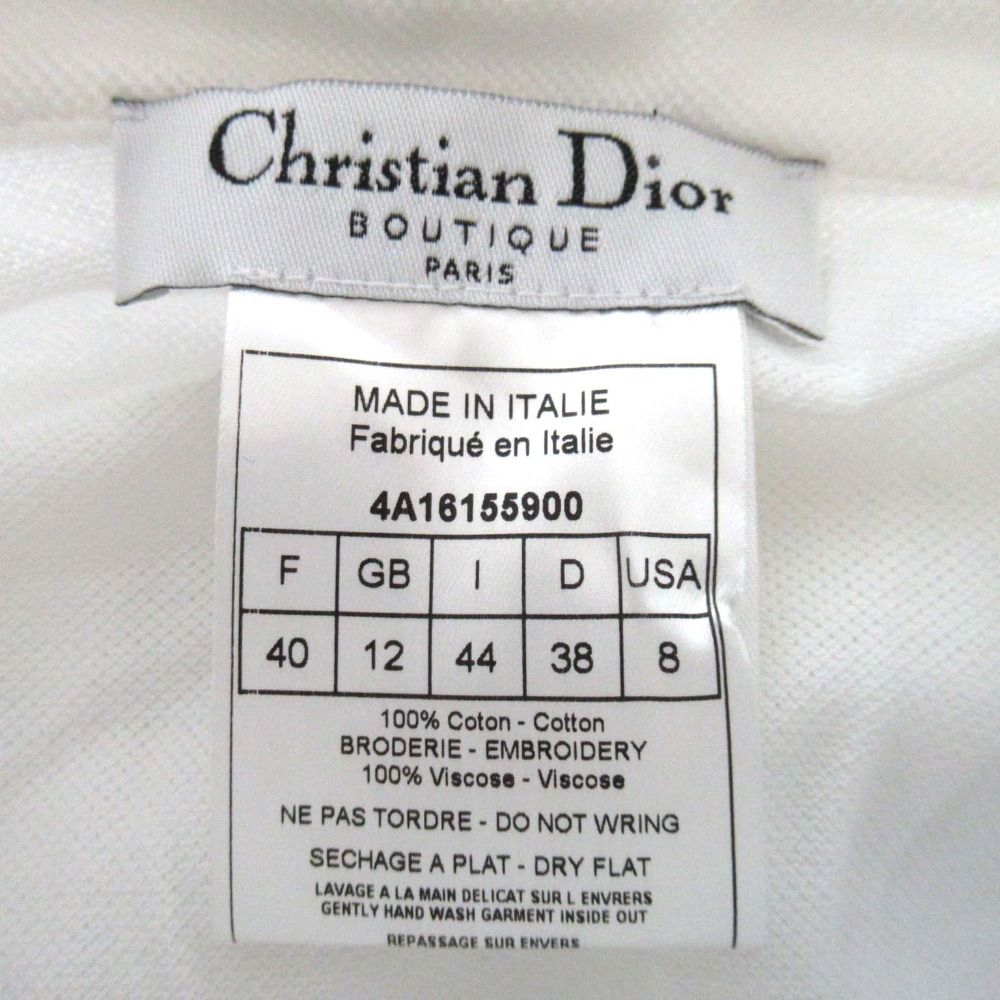 Christian Dior
BOUTIQUE
PARIS
MADE IN ITALIE
Fabriqué en Italie
4A16155900
F GB I D USA
40 12 44 38 8
100% Coton - Cotton
BRODERIE - EMBROIDERY
100% Viscose - Viscose
NE PAS TORDRE - DO NOT WRING
SECHAGE A PLAT - DRY FLAT
LAVAGE A LA MAIN DELICAT SUR L ENVRERS
GENTLY HAND WASH GARMENT INSIDE OUT
REPASSAGE SUR ENVERS